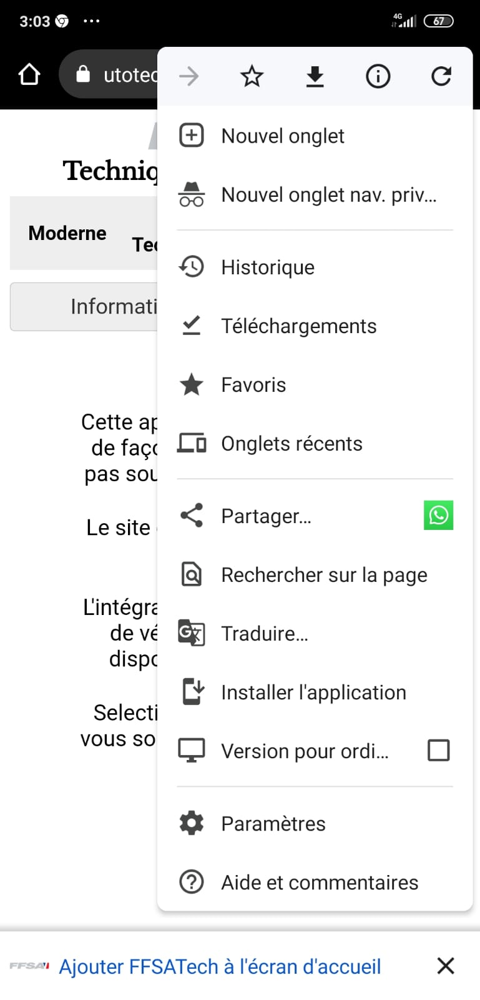 3:03
4G
67
utotec
Nouvel onglet
Nouvel onglet nav. priv...
Historique
Téléchargements
Favoris
Onglets récents
Partager...
Rechercher sur la page
Traduire...
Installer l'application
Version pour ordi...
Paramètres
Aide et commentaires
Techniq
Moderne
Tec
Informati
Cette ap
de faço
pas sou
Le site
L'intégra
de vé
dispo
Selecti
vous so
FFSA
Ajouter FFSATech à l'écran d'accueil